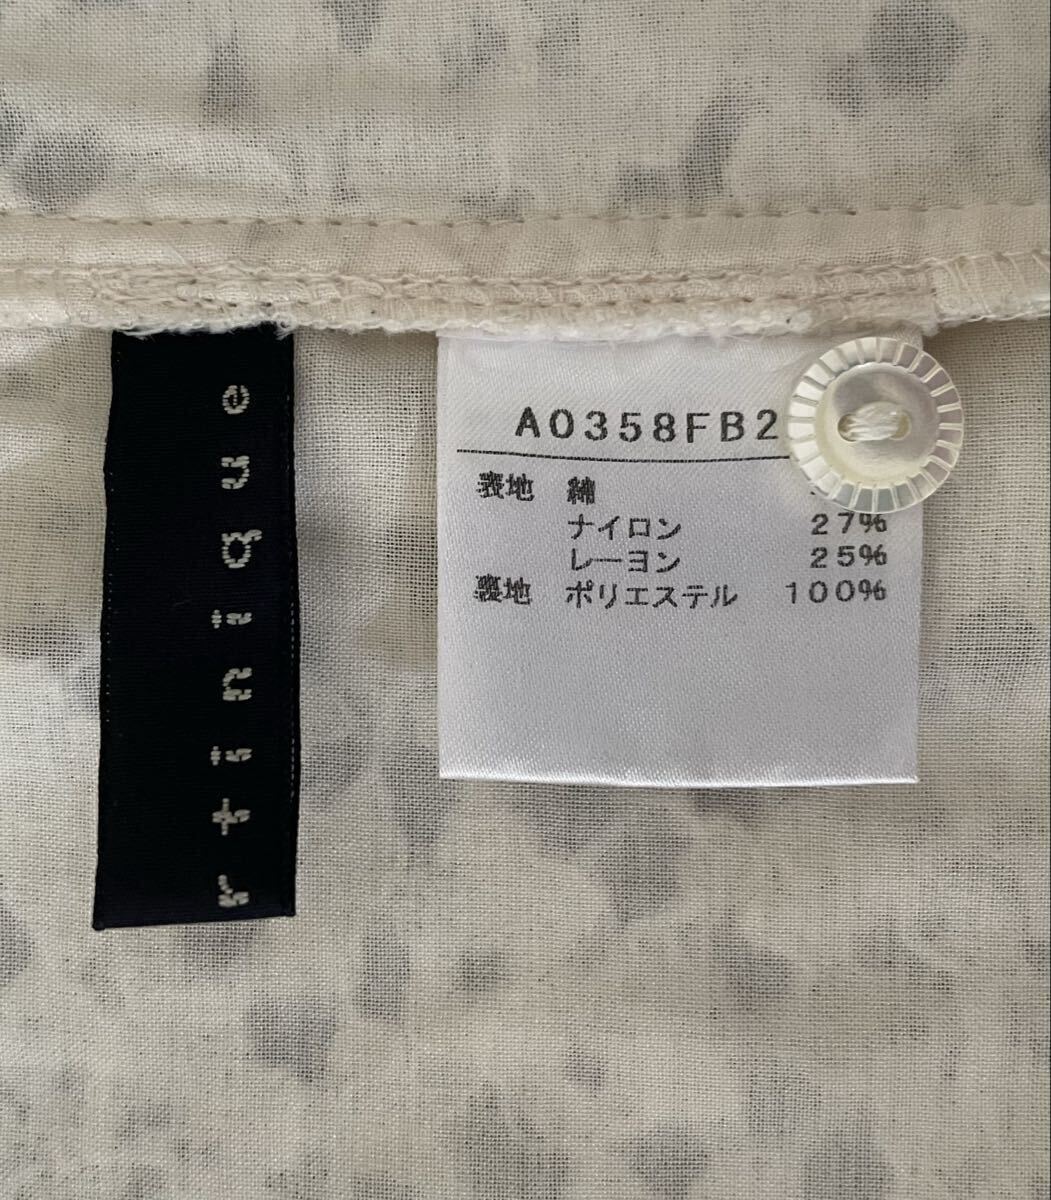 rtinique
A0358FB2
表地 綿
ナイロン 27%
レーヨン 25%
裏地 ポリエステル 100%